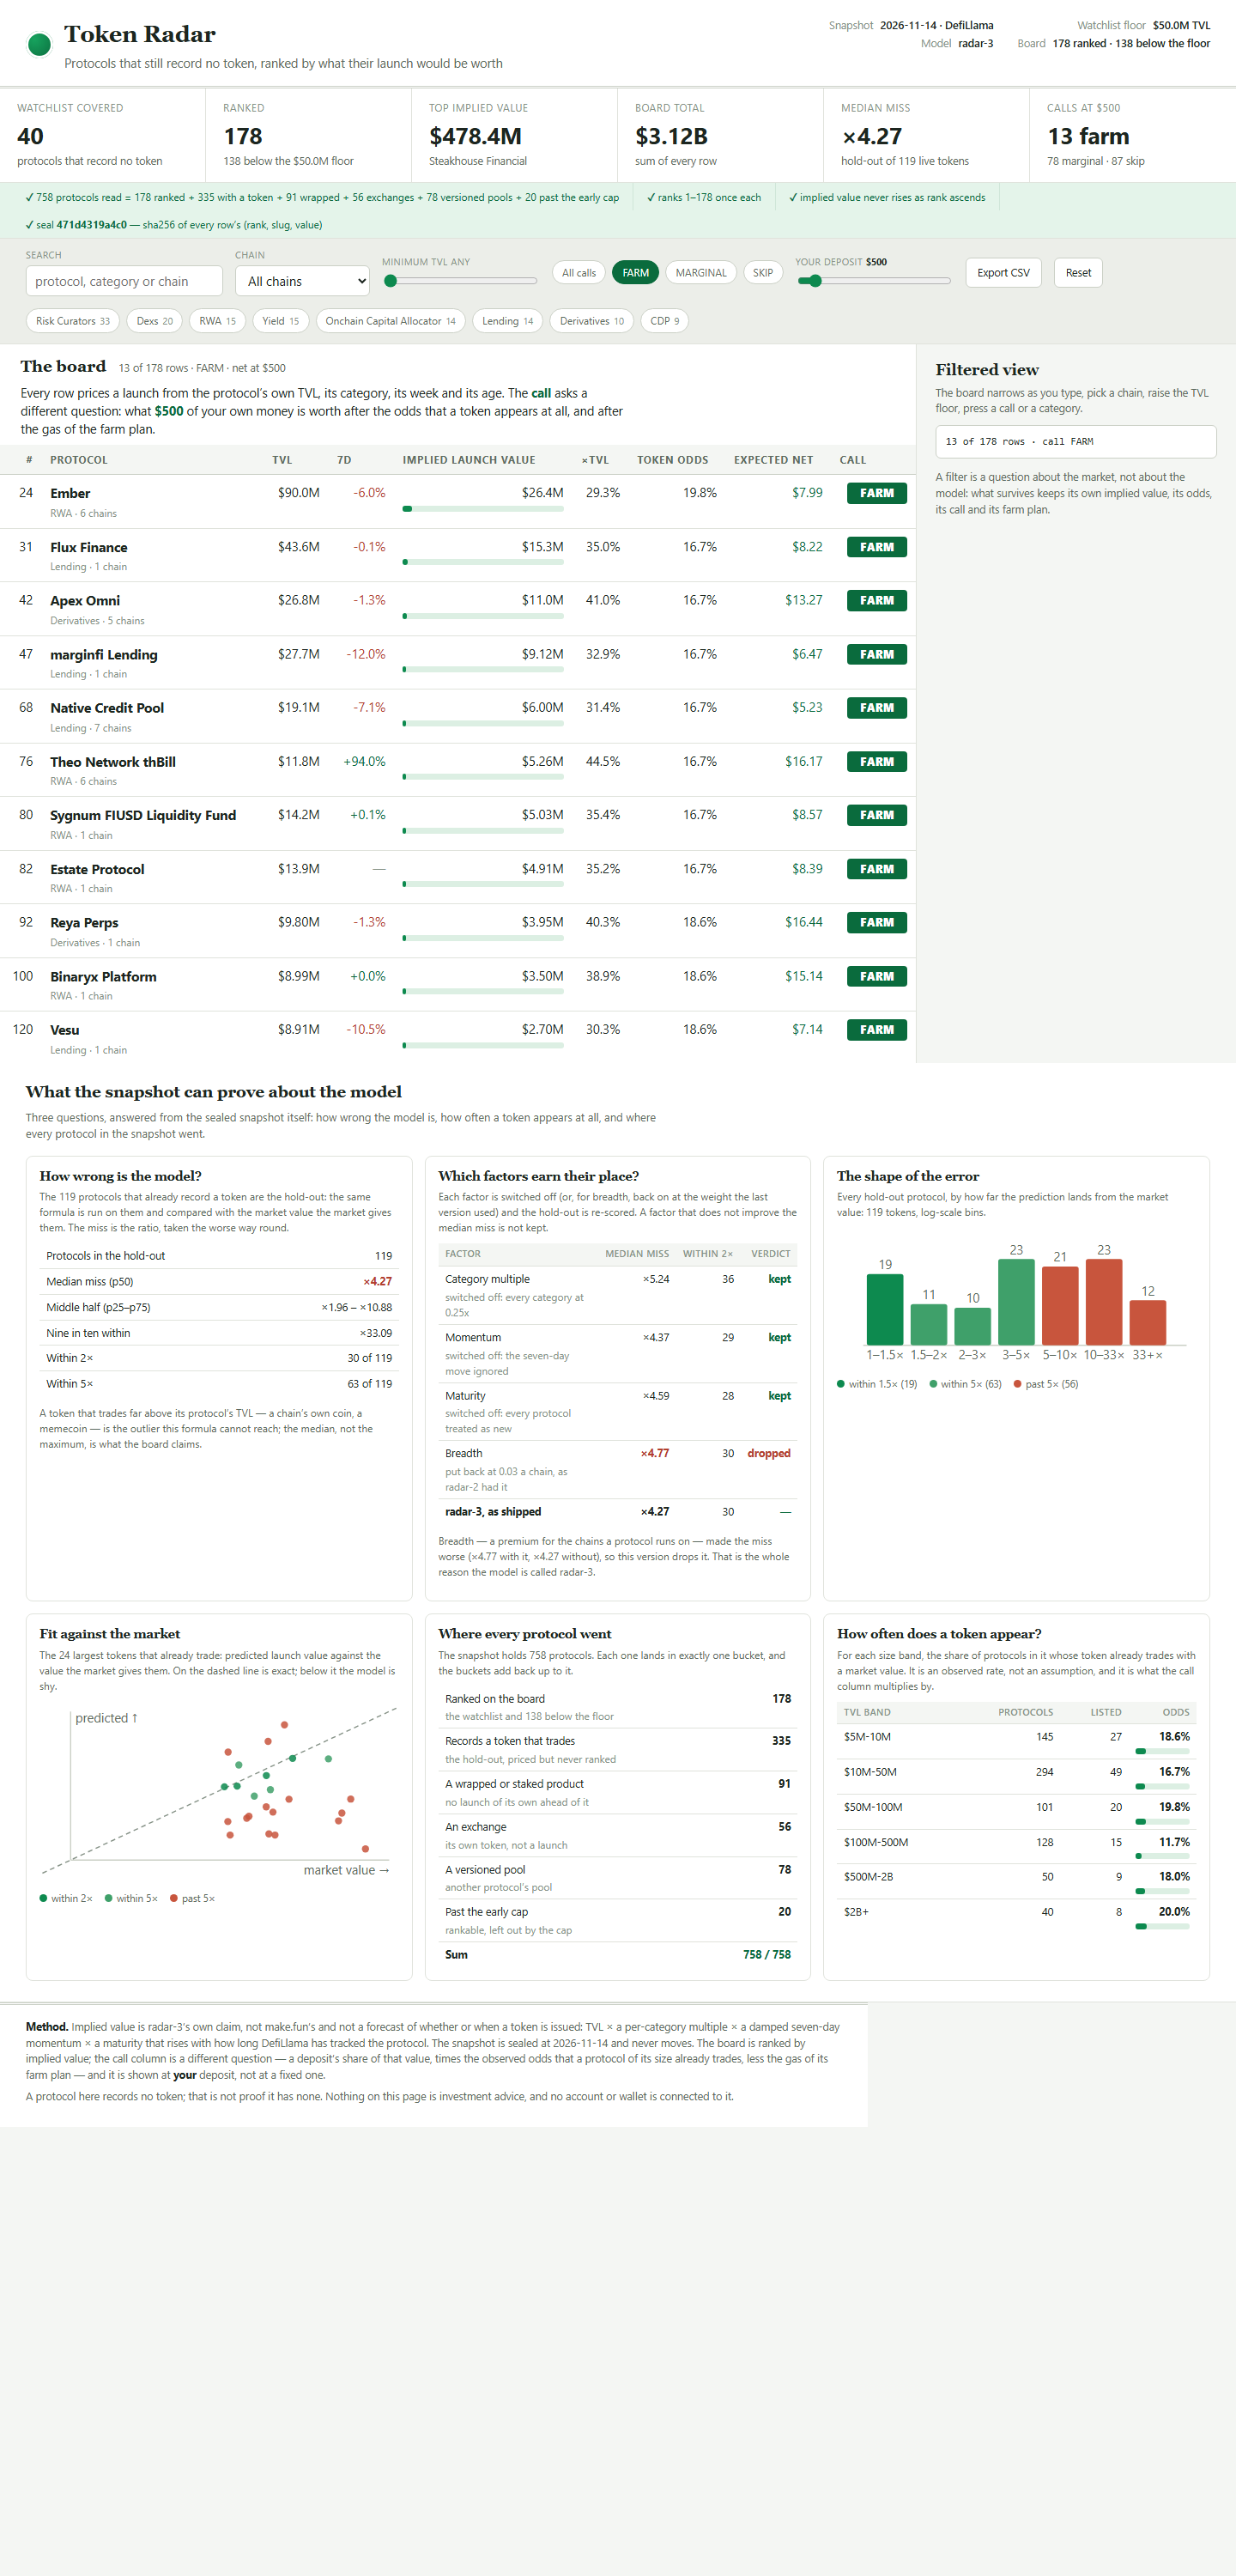 Token Radar
Protocols that still record no token, ranked by what their launch would be worth
Snapshot 2026-11-14 · DefiLlama
Watchlist floor $50.0M TVL
Model radar-3
Board 178 ranked · 138 below the floor
WATCHLIST COVERED
40
protocols that record no token
RANKED
178
138 below the $50.0M floor
TOP IMPLIED VALUE
$478.4M
Steakhouse Financial
BOARD TOTAL
$3.12B
sum of every row
MEDIAN MISS
×4.27
hold-out of 119 live tokens
CALLS AT $500
13 farm
78 marginal · 87 skip
✓ 758 protocols read = 178 ranked + 335 with a token + 91 wrapped + 56 exchanges + 78 versioned pools + 20 past the early cap
✓ ranks 1–178 once each
✓ implied value never rises as rank ascends
✓ seal 471d4319a4c0 — sha256 of every row's (rank, slug, value)
SEARCH
protocol, category or chain
CHAIN
All chains
MINIMUM TVL ANY
All calls
FARM
MARGINAL
SKIP
YOUR DEPOSIT $500
Export CSV
Reset
Risk Curators 33
Dexs 20
RWA 15
Yield 15
Onchain Capital Allocator 14
Lending 14
Derivatives 10
CDP 9
The board 13 of 178 rows · FARM · net at $500
Every row prices a launch from the protocol's own TVL, its category, its week and its age. The call asks a
different question: what $500 of your own money is worth after the odds that a token appears at all, and after
the gas of the farm plan.
# PROTOCOL TVL 7D IMPLIED LAUNCH VALUE ×TVL TOKEN ODDS EXPECTED NET CALL
24 Ember $90.0M -6.0% $26.4M 29.3% 19.8% $7.99 FARM
RWA · 6 chains
31 Flux Finance $43.6M -0.1% $15.3M 35.0% 16.7% $8.22 FARM
Lending · 1 chain
42 Apex Omni $26.8M -1.3% $11.0M 41.0% 16.7% $13.27 FARM
Derivatives · 5 chains
47 marginfi Lending $27.7M -12.0% $9.12M 32.9% 16.7% $6.47 FARM
Lending · 1 chain
68 Native Credit Pool $19.1M -7.1% $6.00M 31.4% 16.7% $5.23 FARM
Lending · 7 chains
76 Theo Network thBill $11.8M +94.0% $5.26M 44.5% 16.7% $16.17 FARM
RWA · 6 chains
80 Sygnum FIUSD Liquidity Fund $14.2M +0.1% $5.03M 35.4% 16.7% $8.57 FARM
RWA · 1 chain
82 Estate Protocol $13.9M — $4.91M 35.2% 16.7% $8.39 FARM
RWA · 1 chain
92 Reya Perps $9.80M -1.3% $3.95M 40.3% 18.6% $16.44 FARM
Derivatives · 1 chain
100 Binaryx Platform $8.99M +0.0% $3.50M 38.9% 18.6% $15.14 FARM
RWA · 1 chain
120 Vesu $8.91M -10.5% $2.70M 30.3% 18.6% $7.14 FARM
Lending · 1 chain
Filtered view
The board narrows as you type, pick a chain, raise the TVL
floor, press a call or a category.
13 of 178 rows · call FARM
A filter is a question about the market, not about the
model: what survives keeps its own implied value, its odds,
its call and its farm plan.
What the snapshot can prove about the model
Three questions, answered from the sealed snapshot itself: how wrong the model is, how often a token appears at all, and where
every protocol in the snapshot went.
How wrong is the model?
The 119 protocols that already record a token are the hold-out: the same
formula is run on them and compared with the market value the market gives
them. The miss is the ratio, taken the worse way round.
Protocols in the hold-out 119
Median miss (p50) ×4.27
Middle half (p25–p75) ×1.96 – ×10.88
Nine in ten within ×33.09
Within 2× 30 of 119
Within 5× 63 of 119
A token that trades far above its protocol's TVL — a chain's own coin, a
memecoin — is the outlier this formula cannot reach; the median, not the
maximum, is what the board claims.
Which factors earn their place?
Each factor is switched off (or, for breadth, back on at the weight the last
version used) and the hold-out is re-scored. A factor that does not improve the
median miss is not kept.
FACTOR MEDIAN MISS WITHIN 2× VERDICT
Category multiple ×5.24 36 kept
switched off: every category at
0.25x
Momentum ×4.37 29 kept
switched off: the seven-day
move ignored
Maturity ×4.59 28 kept
switched off: every protocol
treated as new
Breadth ×4.77 30 dropped
put back at 0.03 a chain, as
radar-2 had it
radar-3, as shipped ×4.27 30 —
Breadth — a premium for the chains a protocol runs on — made the miss
worse (×4.77 with it, ×4.27 without), so this version drops it. That is the whole
reason the model is called radar-3.
The shape of the error
Every hold-out protocol, by how far the prediction lands from the market
value: 119 tokens, log-scale bins.
19 11 10 23 21 23 12
1–1.5× 1.5–2× 2–3× 3–5× 5–10× 10–33× 33+×
within 1.5× (19) within 5× (63) past 5× (56)
Fit against the market
The 24 largest tokens that already trade: predicted launch value against the
value the market gives them. On the dashed line is exact; below it the model is
shy.
predicted ↑
market value →
within 2× within 5× past 5×
Where every protocol went
The snapshot holds 758 protocols. Each one lands in exactly one bucket, and
the buckets add back up to it.
Ranked on the board 178
the watchlist and 138 below the floor
Records a token that trades 335
the hold-out, priced but never ranked
A wrapped or staked product 91
no launch of its own ahead of it
An exchange 56
its own token, not a launch
A versioned pool 78
another protocol's pool
Past the early cap 20
rankable, left out by the cap
Sum 758 / 758
How often does a token appear?
For each size band, the share of protocols in it whose token already trades with
a market value. It is an observed rate, not an assumption, and it is what the call
column multiplies by.
TVL BAND PROTOCOLS LISTED ODDS
$5M-10M 145 27 18.6%
$10M-50M 294 49 16.7%
$50M-100M 101 20 19.8%
$100M-500M 128 15 11.7%
$500M-2B 50 9 18.0%
$2B+ 40 8 20.0%
Method. Implied value is radar-3's own claim, not make.fun's and not a forecast of whether or when a token is issued: TVL × a per-category multiple × a damped seven-day
momentum × a maturity that rises with how long DefiLlama has tracked the protocol. The snapshot is sealed at 2026-11-14 and never moves. The board is ranked by
implied value; the call column is a different question — a deposit's share of that value, times the observed odds that a protocol of its size already trades, less the gas of its
farm plan — and it is shown at your deposit, not at a fixed one.
A protocol here records no token; that is not proof it has none. Nothing on this page is investment advice, and no account or wallet is connected to it.